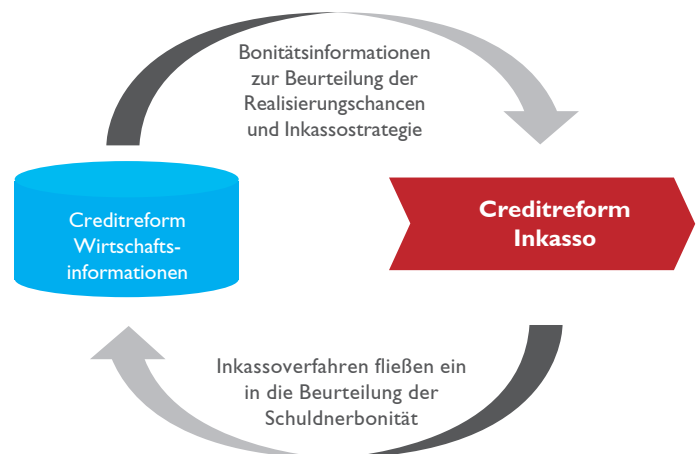 Bonitätsinformationen
zur Beurteilung der
Realisierungschancen
und Inkassostrategie
Creditreform
Wirtschafts-
informationen
Creditreform
Inkasso
Inkassoverfahren fließen ein
in die Beurteilung der
Schuldnerbonität